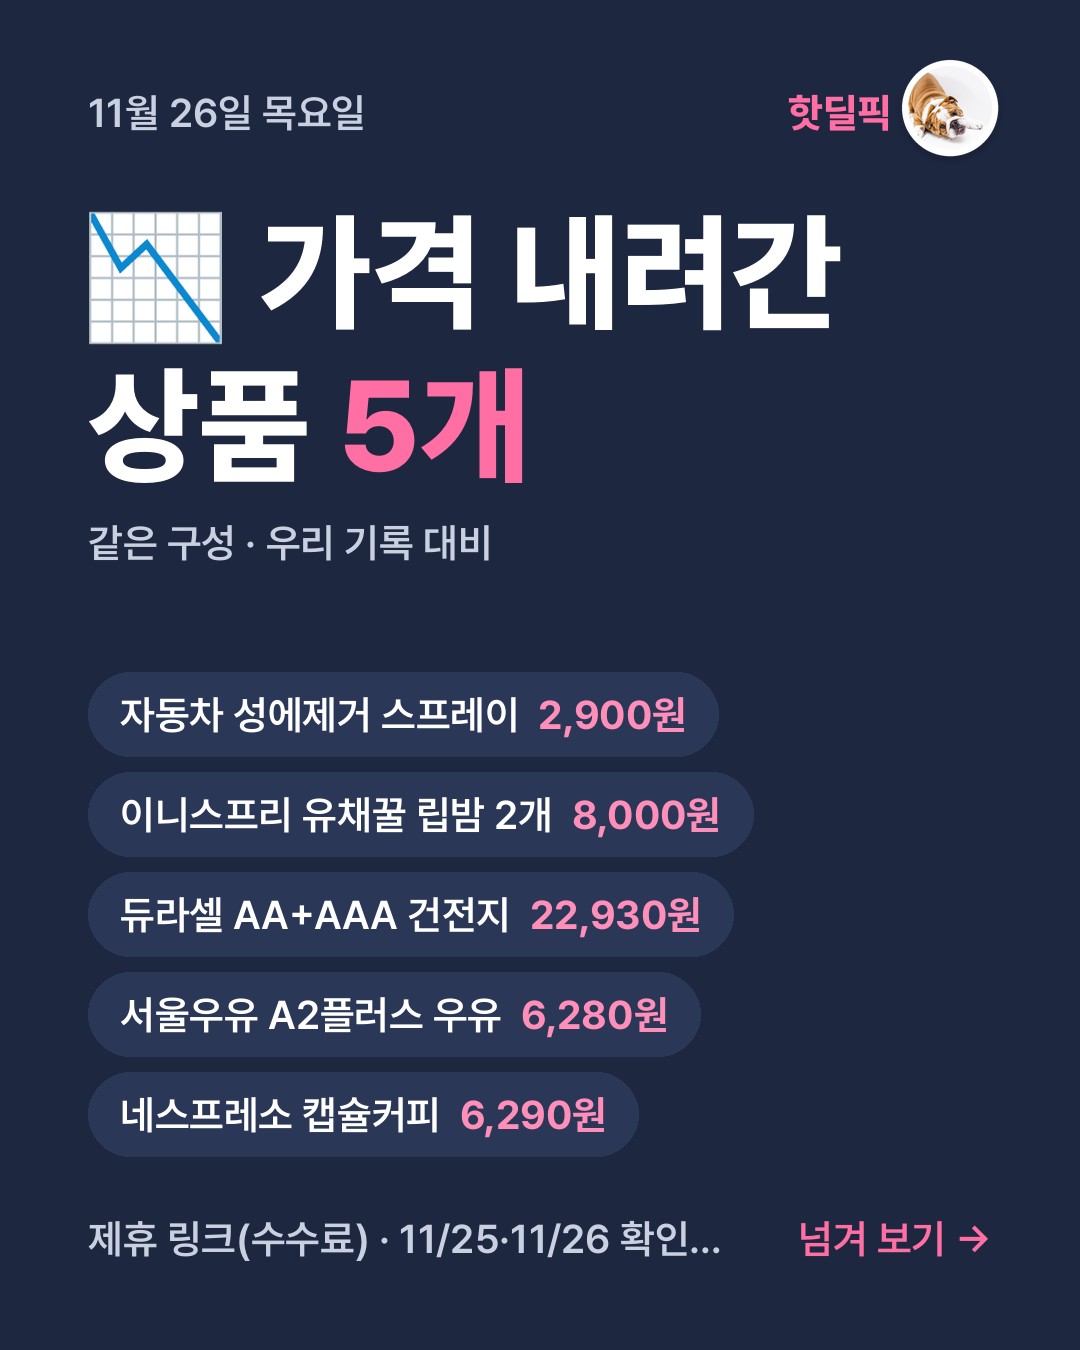 11월 26일 목요일
핫딜픽
📉 가격 내려간
상품 5개
같은 구성 · 우리 기록 대비
자동차 성에제거 스프레이 2,900원
이니스프리 유채꿀 립밤 2개 8,000원
듀라셀 AA+AAA 건전지 22,930원
서울우유 A2플러스 우유 6,280원
네스프레소 캡슐커피 6,290원
제휴 링크(수수료) · 11/25·11/26 확인...
넘겨 보기 →